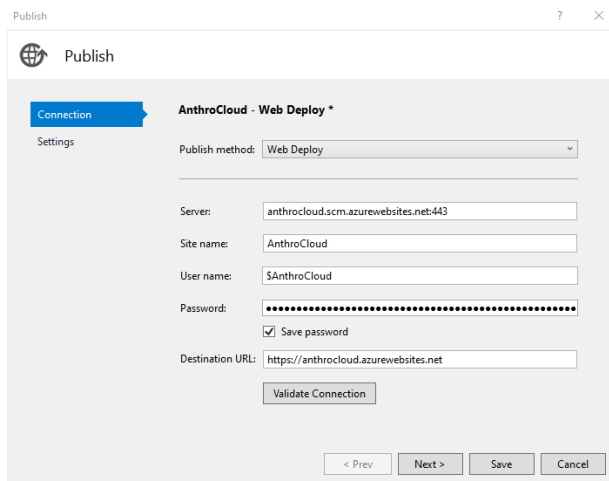 Publish
?
Publish
Connection
Settings
AnthroCloud - Web Deploy *
Publish method: Web Deploy
Server: anthrocloud.scm.azurewebsites.net:443
Site name: AnthroCloud
User name: $AnthroCloud
Password: ●●●●●●●●●●●●●●●●●●●●●●●●●●●●●●●●●●●●●●●●●●●●●●●●●●●●
Save password
Destination URL: https://anthrocloud.azurewebsites.net
Validate Connection
< Prev Next > Save Cancel